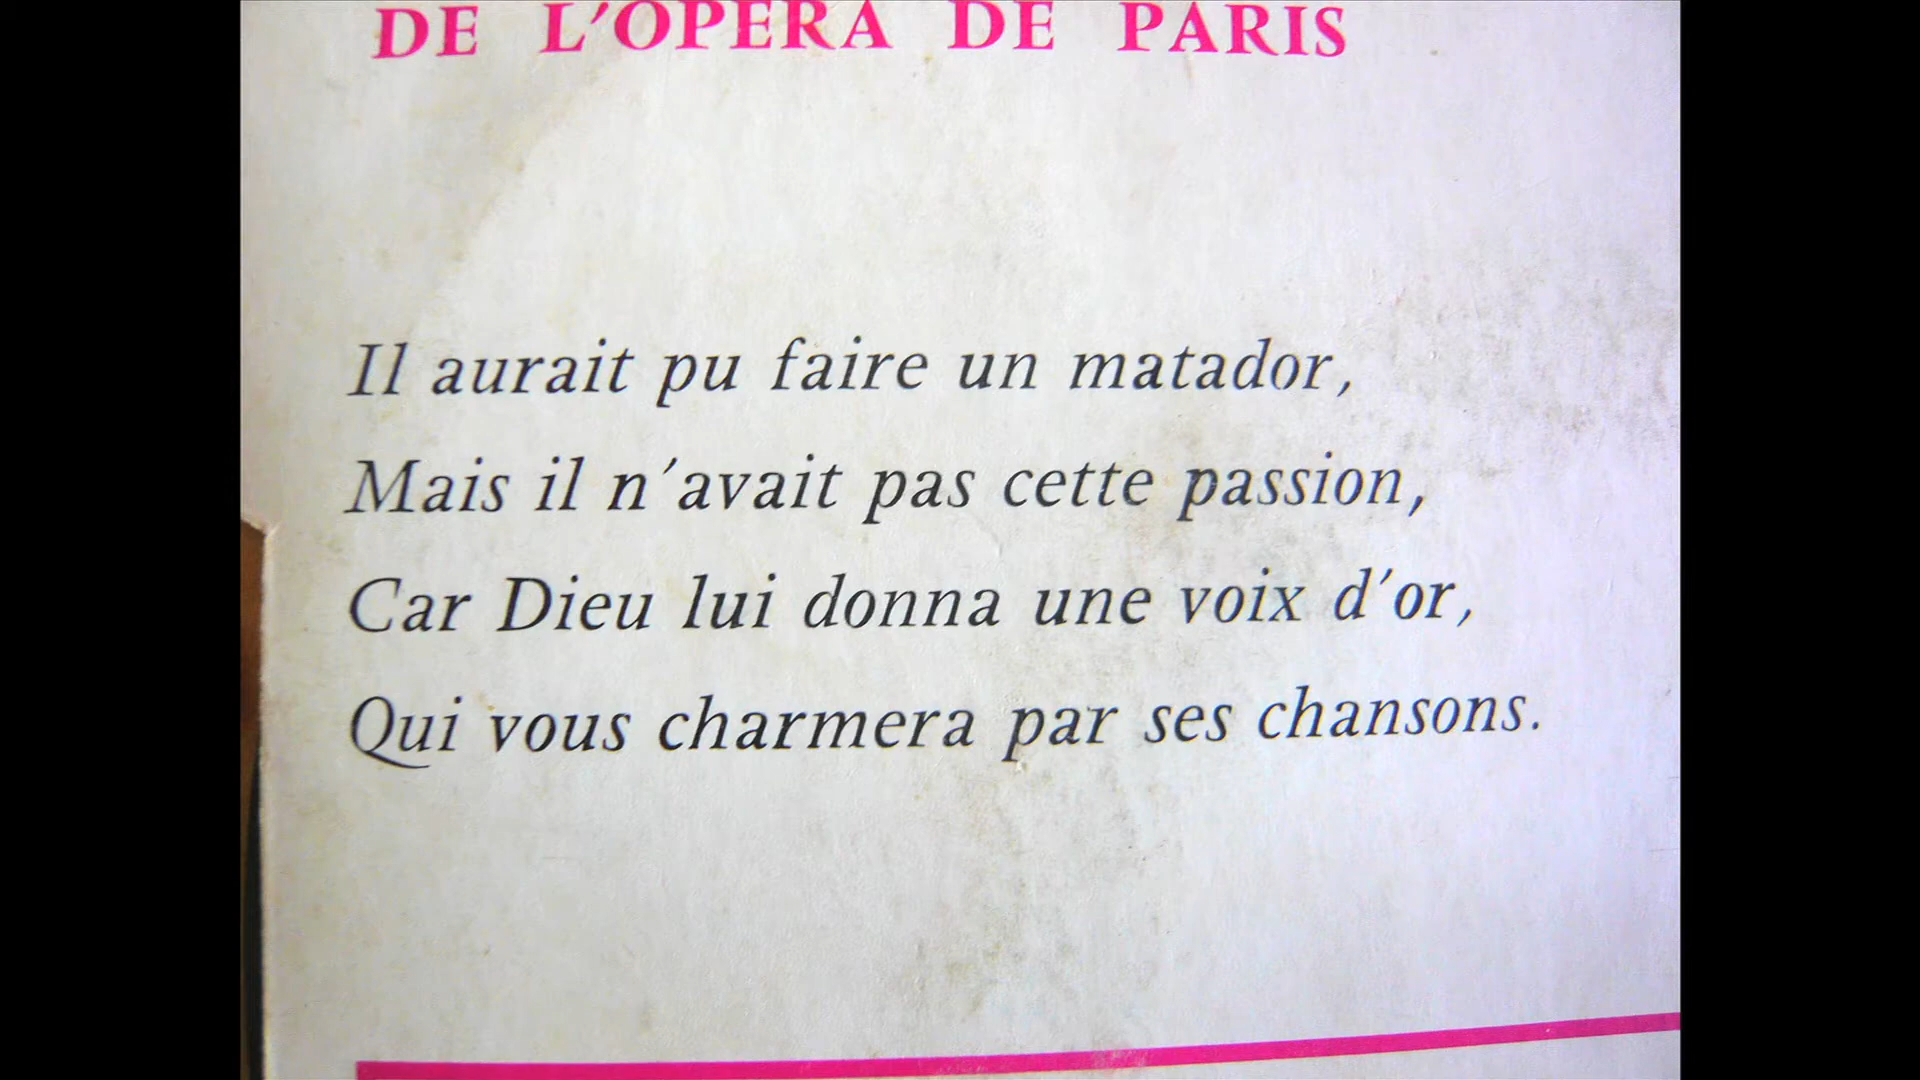 DE L'OPERA DE PARIS
Il aurait pu faire un matador,
Mais il n'avait pas cette passion,
Car Dieu lui donna une voix d'or,
Qui vous charmera par ses chansons.